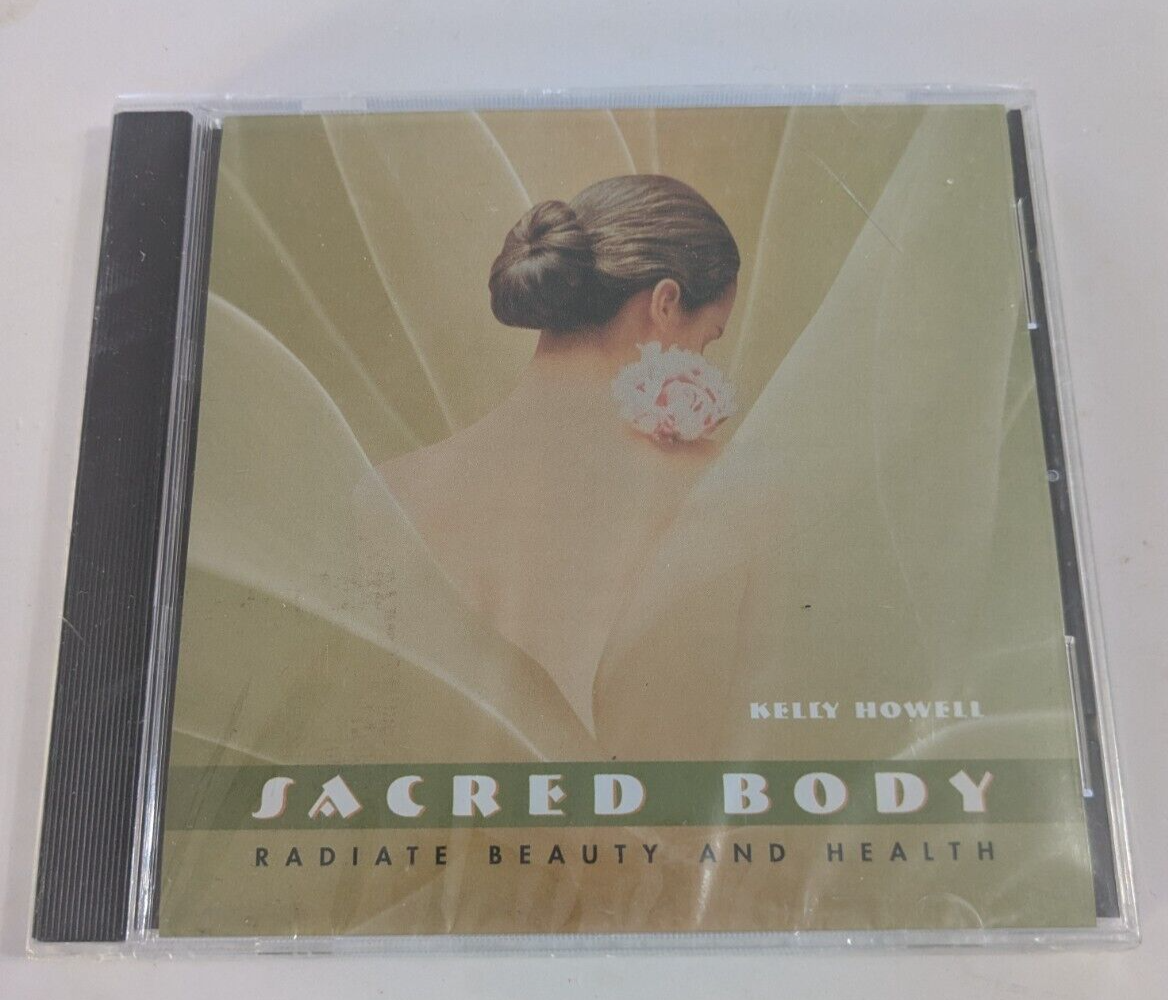 KELLY HOWELL
SACRED BODY
RADIATE BEAUTY AND HEALTH